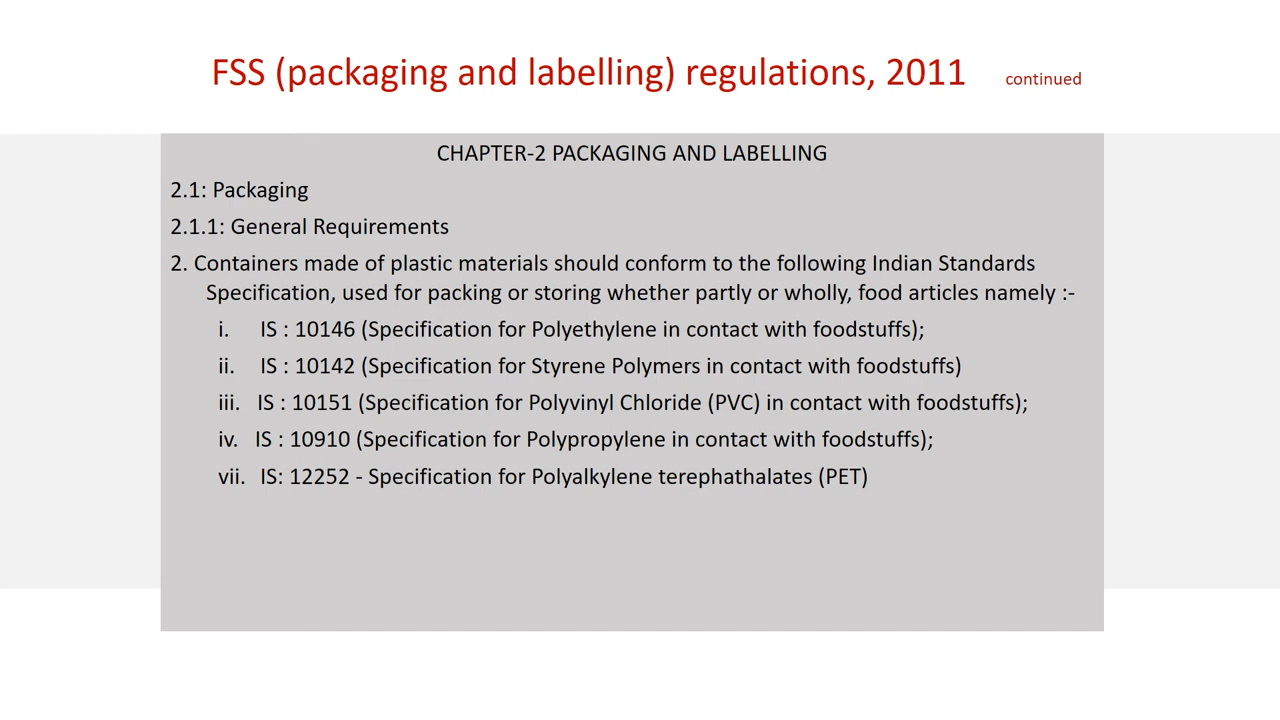 FSS (packaging and labelling) regulations, 2011 continued
CHAPTER-2 PACKAGING AND LABELLING
2.1: Packaging
2.1.1: General Requirements
2. Containers made of plastic materials should conform to the following Indian Standards
Specification, used for packing or storing whether partly or wholly, food articles namely :-
i. IS : 10146 (Specification for Polyethylene in contact with foodstuffs);
ii. IS : 10142 (Specification for Styrene Polymers in contact with foodstuffs)
iii. IS : 10151 (Specification for Polyvinyl Chloride (PVC) in contact with foodstuffs);
iv. IS : 10910 (Specification for Polypropylene in contact with foodstuffs);
vii. IS: 12252 - Specification for Polyalkylene terephathalates (PET)